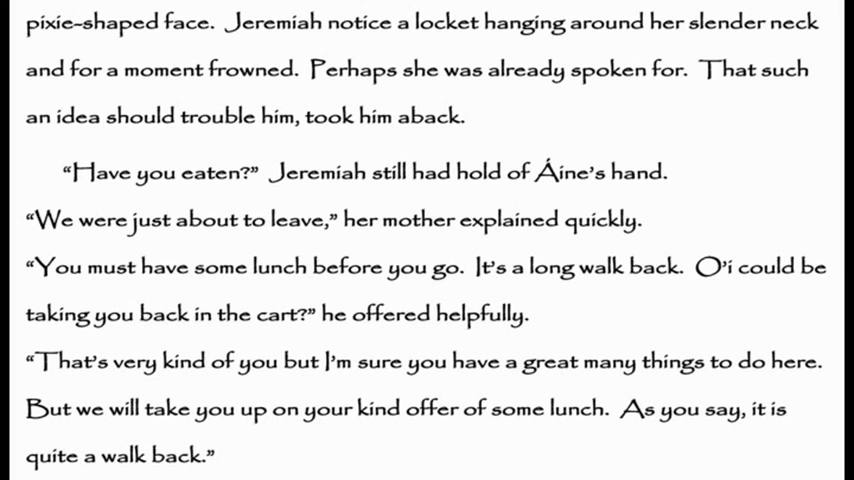 pixie-shaped face.  Jeremiah notice a locket hanging around her slender neck
and for a moment frowned.  Perhaps she was already spoken for.  That such
an idea should trouble him, took him aback.
“Have you eaten?”  Jeremiah still had hold of Áine’s hand.
“We were just about to leave,” her mother explained quickly.
“You must have some lunch before you go.  It’s a long walk back.  O’i could be
taking you back in the cart?” he offered helpfully.
“That’s very kind of you but I’m sure you have a great many things to do here.
But we will take you up on your kind offer of some lunch.  As you say, it is
quite a walk back.”